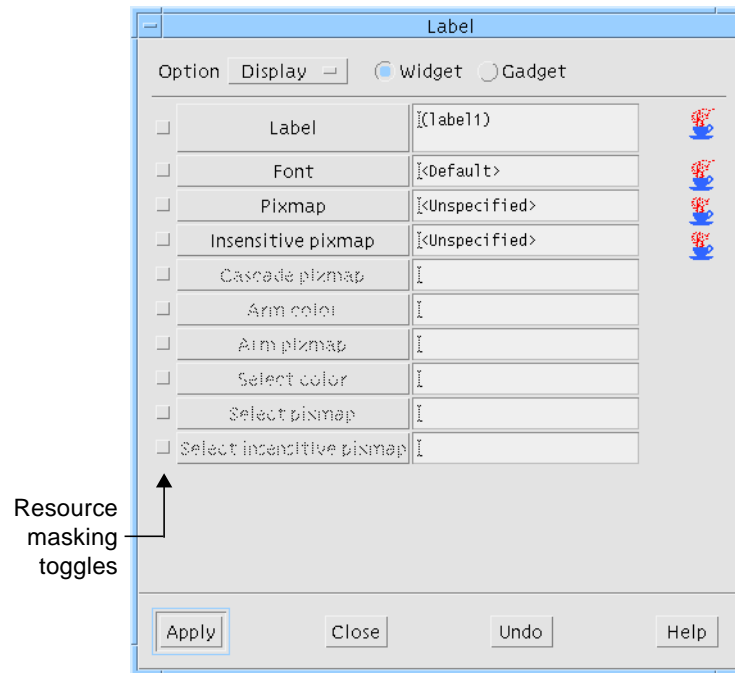 Label
Option Display Widget Gadget
Label (label1)
Font <Default>
Pixmap <Unspecified>
Insensitive pixmap <Unspecified>
Cascade pixmap
Arm color
Arm pixmap
Select color
Select pixmap
Select insensitive pixmap
Resource
masking
toggles
Apply Close Undo Help